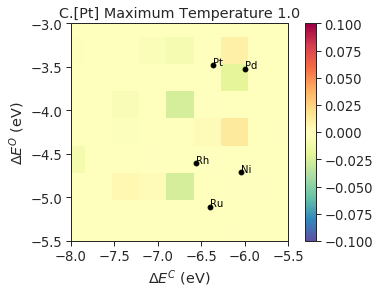 C.[Pt] Maximum Temperature 1.0
−3.0
−3.5
−4.0
−4.5
−5.0
−5.5
ΔE^O (eV)
Pt
Pd
Rh
Ni
Ru
−8.0 −7.5 −7.0 −6.5 −6.0 −5.5
ΔE^C (eV)
0.100
0.075
0.050
0.025
0.000
−0.025
−0.050
−0.075
−0.100